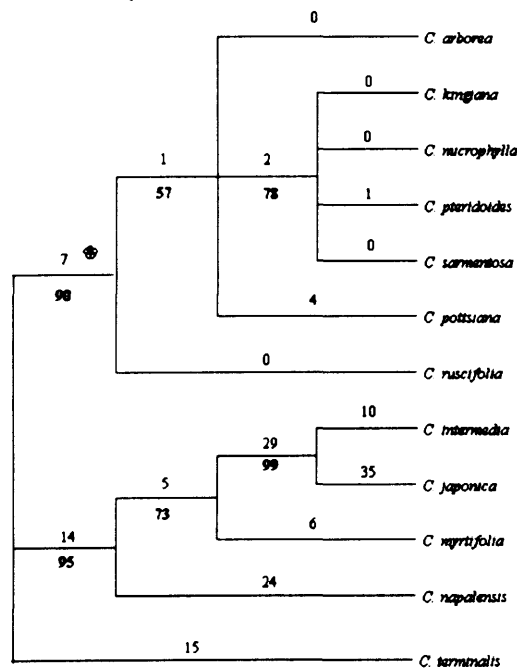 0
C. arborea
0
C. kingiana
0
C. microphylla
1
2
57
78
1
C. pteridoides
0
C. sarmentosa
7
98
4
C. pottsiana
0
C. ruscifolia
10
C. intermedia
29
99
5
73
35
C. japonica
14
95
6
C. myrtifolia
24
C. napalensis
15
C. terminalis